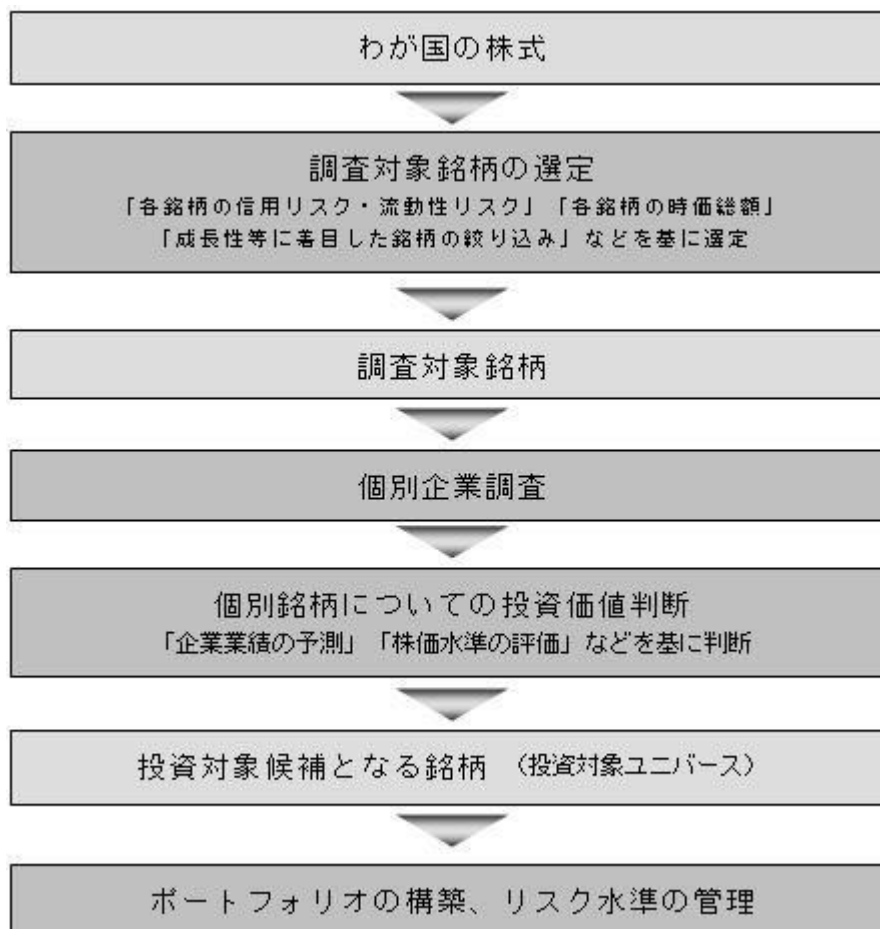 わが国の株式
調査対象銘柄の選定
「各銘柄の信用リスク・流動性リスク」「各銘柄の時価総額」
「成長性等に着目した銘柄の絞り込み」などを基に選定
調査対象銘柄
個別企業調査
個別銘柄についての投資価値判断
「企業業績の予測」「株価水準の評価」などを基に判断
投資対象候補となる銘柄（投資対象ユニバース）
ポートフォリオの構築、リスク水準の管理